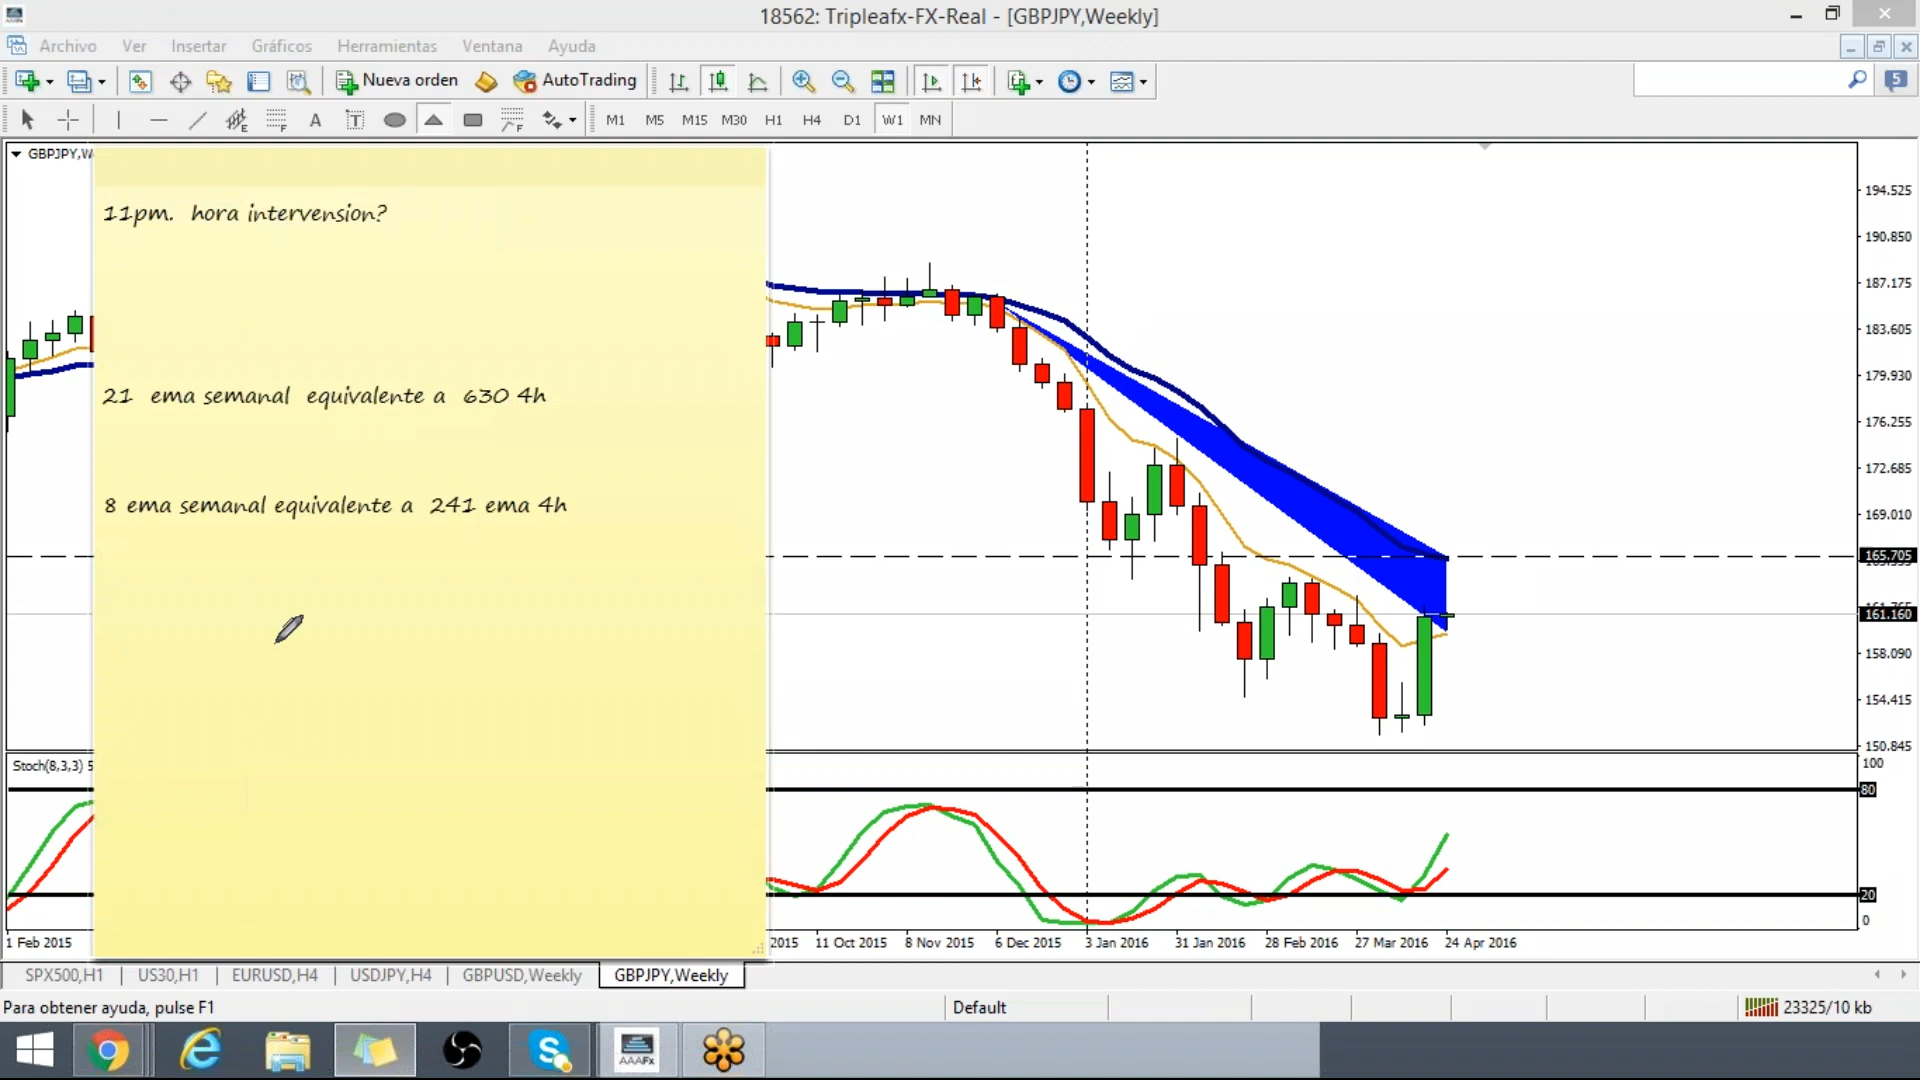 18562: Tripleafx-FX-Real - [GBPJPY,Weekly]
Archivo Ver Insertar Gráficos Herramientas Ventana Ayuda
Nueva orden AutoTrading 5
A T M1 M5 M15 M30 H1 H4 D1 W1 MN
GBPJPY,W
11pm. hora intervension?
21 ema semanal equivalente a 630 4h
8 ema semanal equivalente a 241 ema 4h
194.525
190.850
187.175
183.605
179.930
176.255
172.685
169.010
165.705
161.160
158.090
154.415
150.845
Stoch(8,3,3) 5
100
80
20
0
1 Feb 2015 2015 11 Oct 2015 8 Nov 2015 6 Dec 2015 3 Jan 2016 31 Jan 2016 28 Feb 2016 27 Mar 2016 24 Apr 2016
SPX500,H1 US30,H1 EURUSD,H4 USDJPY,H4 GBPUSD,Weekly GBPJPY,Weekly
Para obtener ayuda, pulse F1 Default 23325/10 kb
AAAFx